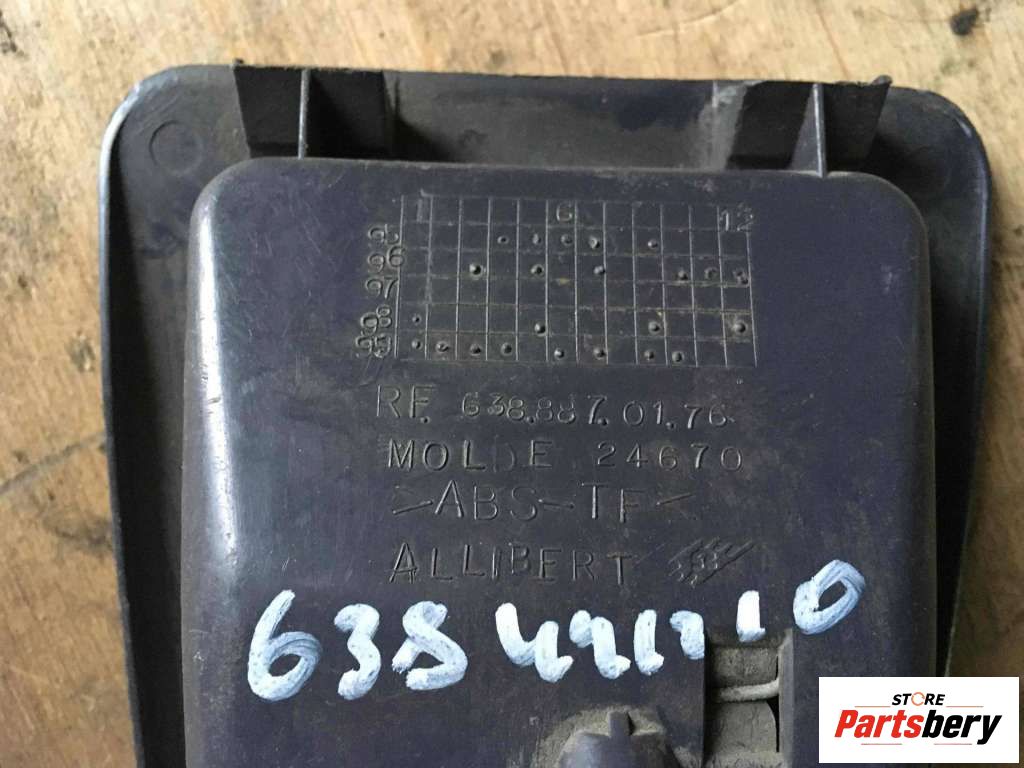 1 6 12
95
96
97
98
99
RF. 638.887.01.76
MOLDE 24670
>ABS-TF<
ALLIBERT
638
STORE
Partsbery